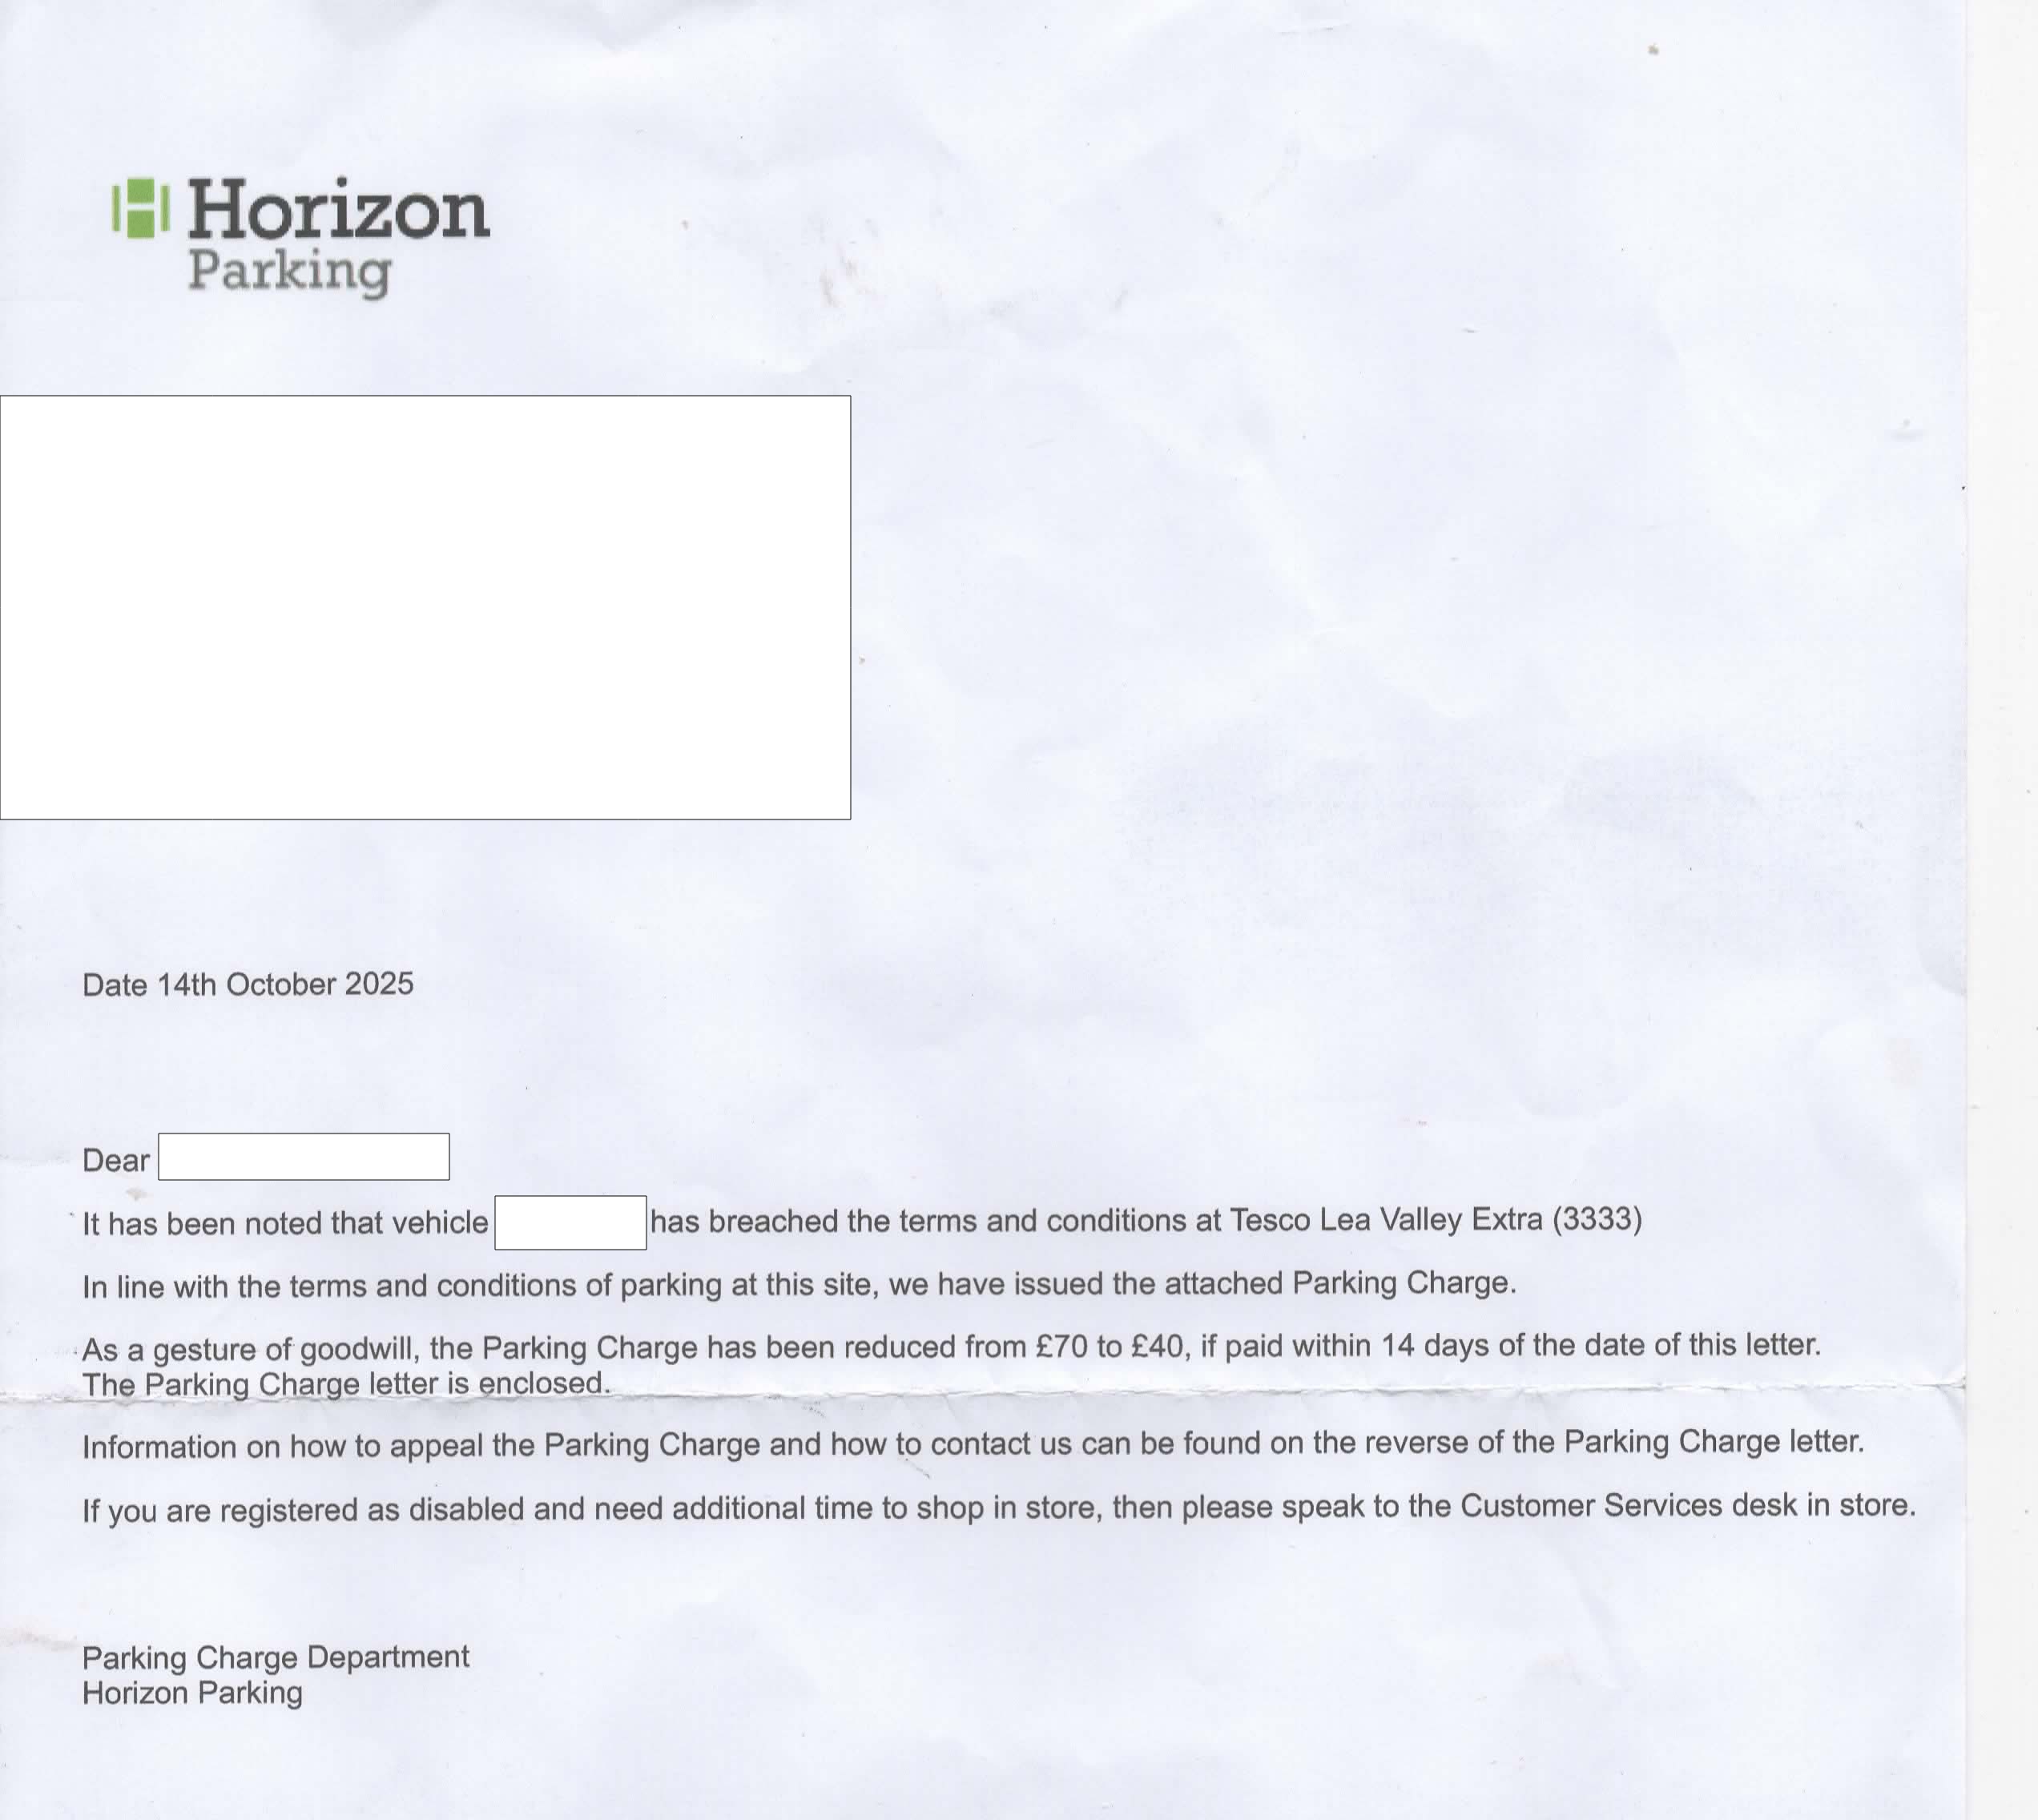 Horizon
Parking
Date 14th October 2025
Dear
It has been noted that vehicle has breached the terms and conditions at Tesco Lea Valley Extra (3333)
In line with the terms and conditions of parking at this site, we have issued the attached Parking Charge.
As a gesture of goodwill, the Parking Charge has been reduced from £70 to £40, if paid within 14 days of the date of this letter.
The Parking Charge letter is enclosed.
Information on how to appeal the Parking Charge and how to contact us can be found on the reverse of the Parking Charge letter.
If you are registered as disabled and need additional time to shop in store, then please speak to the Customer Services desk in store.
Parking Charge Department
Horizon Parking